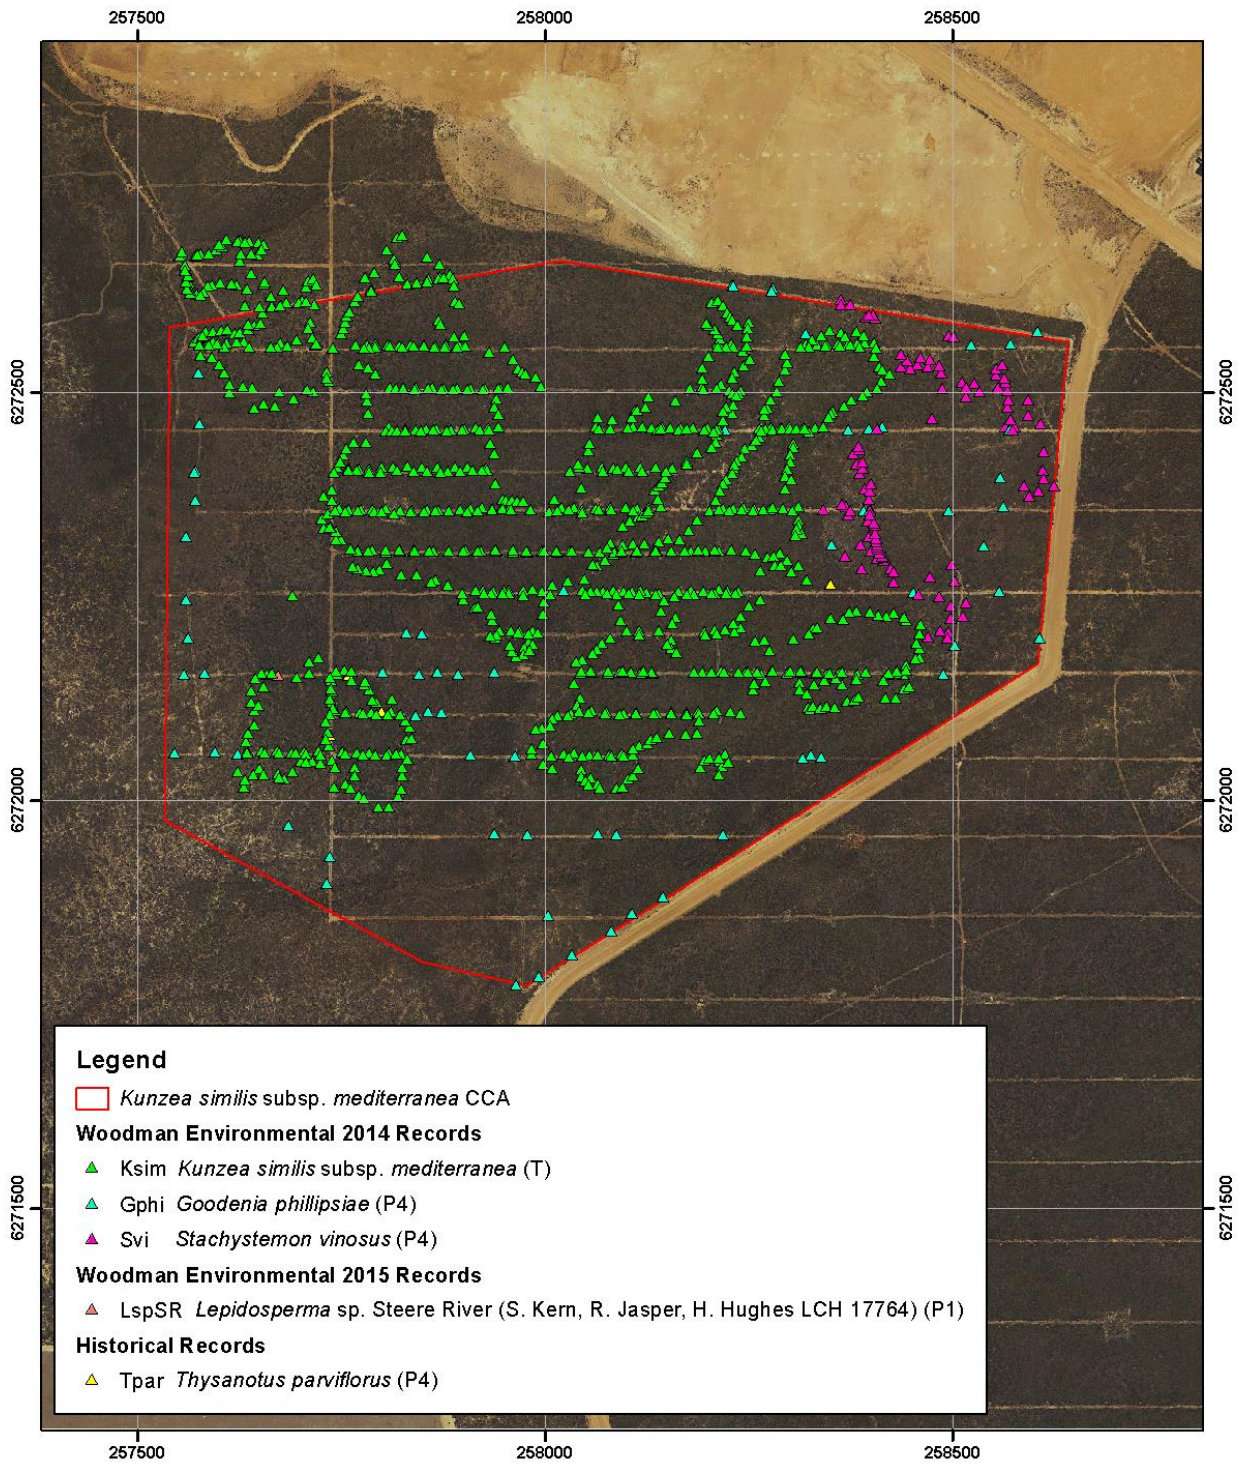 257500 258000 258500
6272500 6272500
6272000 6272000
6271500 6271500
Legend
Kunzea similis subsp. mediterranea CCA
Woodman Environmental 2014 Records
Ksim Kunzea similis subsp. mediterranea (T)
Gphi Goodenia phillipsiae (P4)
Svi Stachystemon vinosus (P4)
Woodman Environmental 2015 Records
LspSR Lepidosperma sp. Steere River (S. Kern, R. Jasper, H. Hughes LCH 17764) (P1)
Historical Records
Tpar Thysanotus parviflorus (P4)
257500 258000 258500